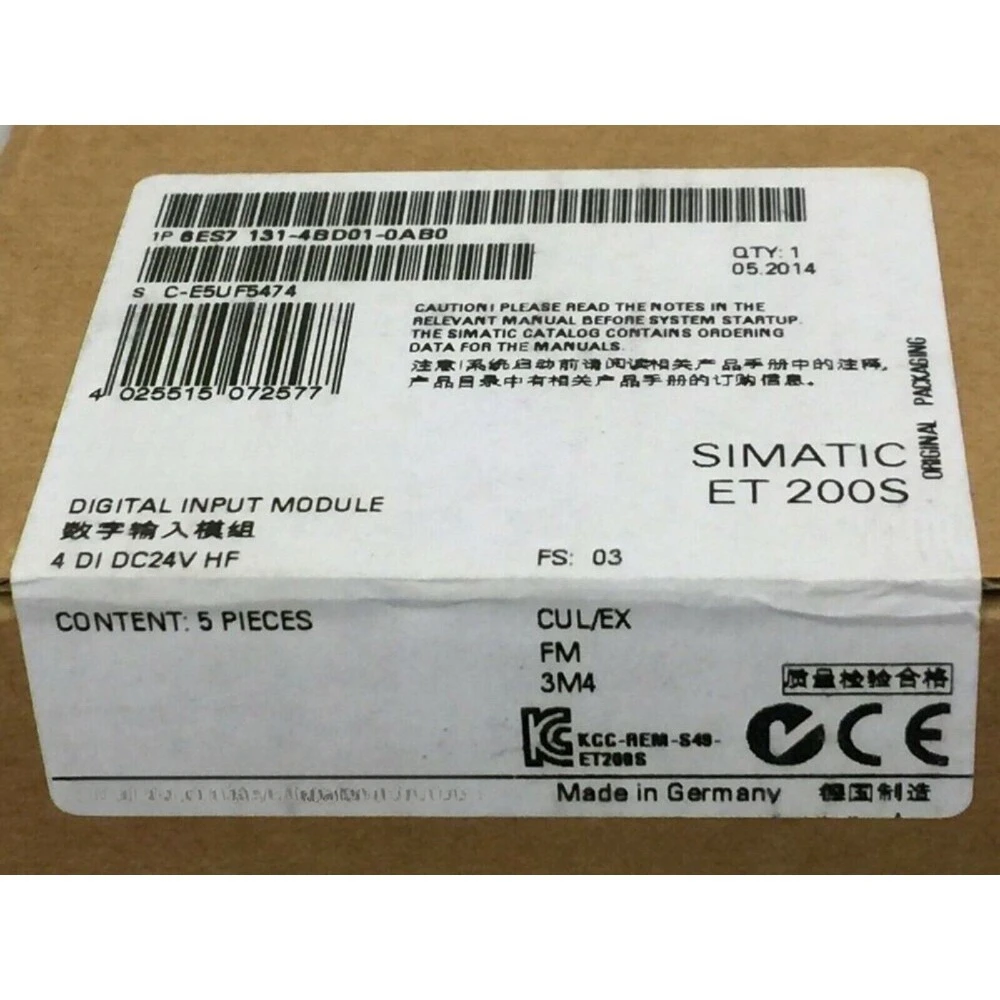 1P 6ES7 131-4BD01-0AB0
QTY: 1
05.2014
S C-E5UF5474
4 025515 072577
CAUTION! PLEASE READ THE NOTES IN THE
RELEVANT MANUAL BEFORE SYSTEM STARTUP.
THE SIMATIC CATALOG CONTAINS ORDERING
DATA FOR THE MANUALS.
注意!系统启动前请阅读相关产品手册中的注释,
产品目录中有相关产品手册的订购信息。
ORIGINAL PACKAGING
SIMATIC
ET 200S
DIGITAL INPUT MODULE
数字输入模组
4 DI DC24V HF
FS: 03
CONTENT: 5 PIECES
CUL/EX
FM
3M4
质量检验合格
KCC-REM-S49-
ET200S
CE
Made in Germany 德国制造